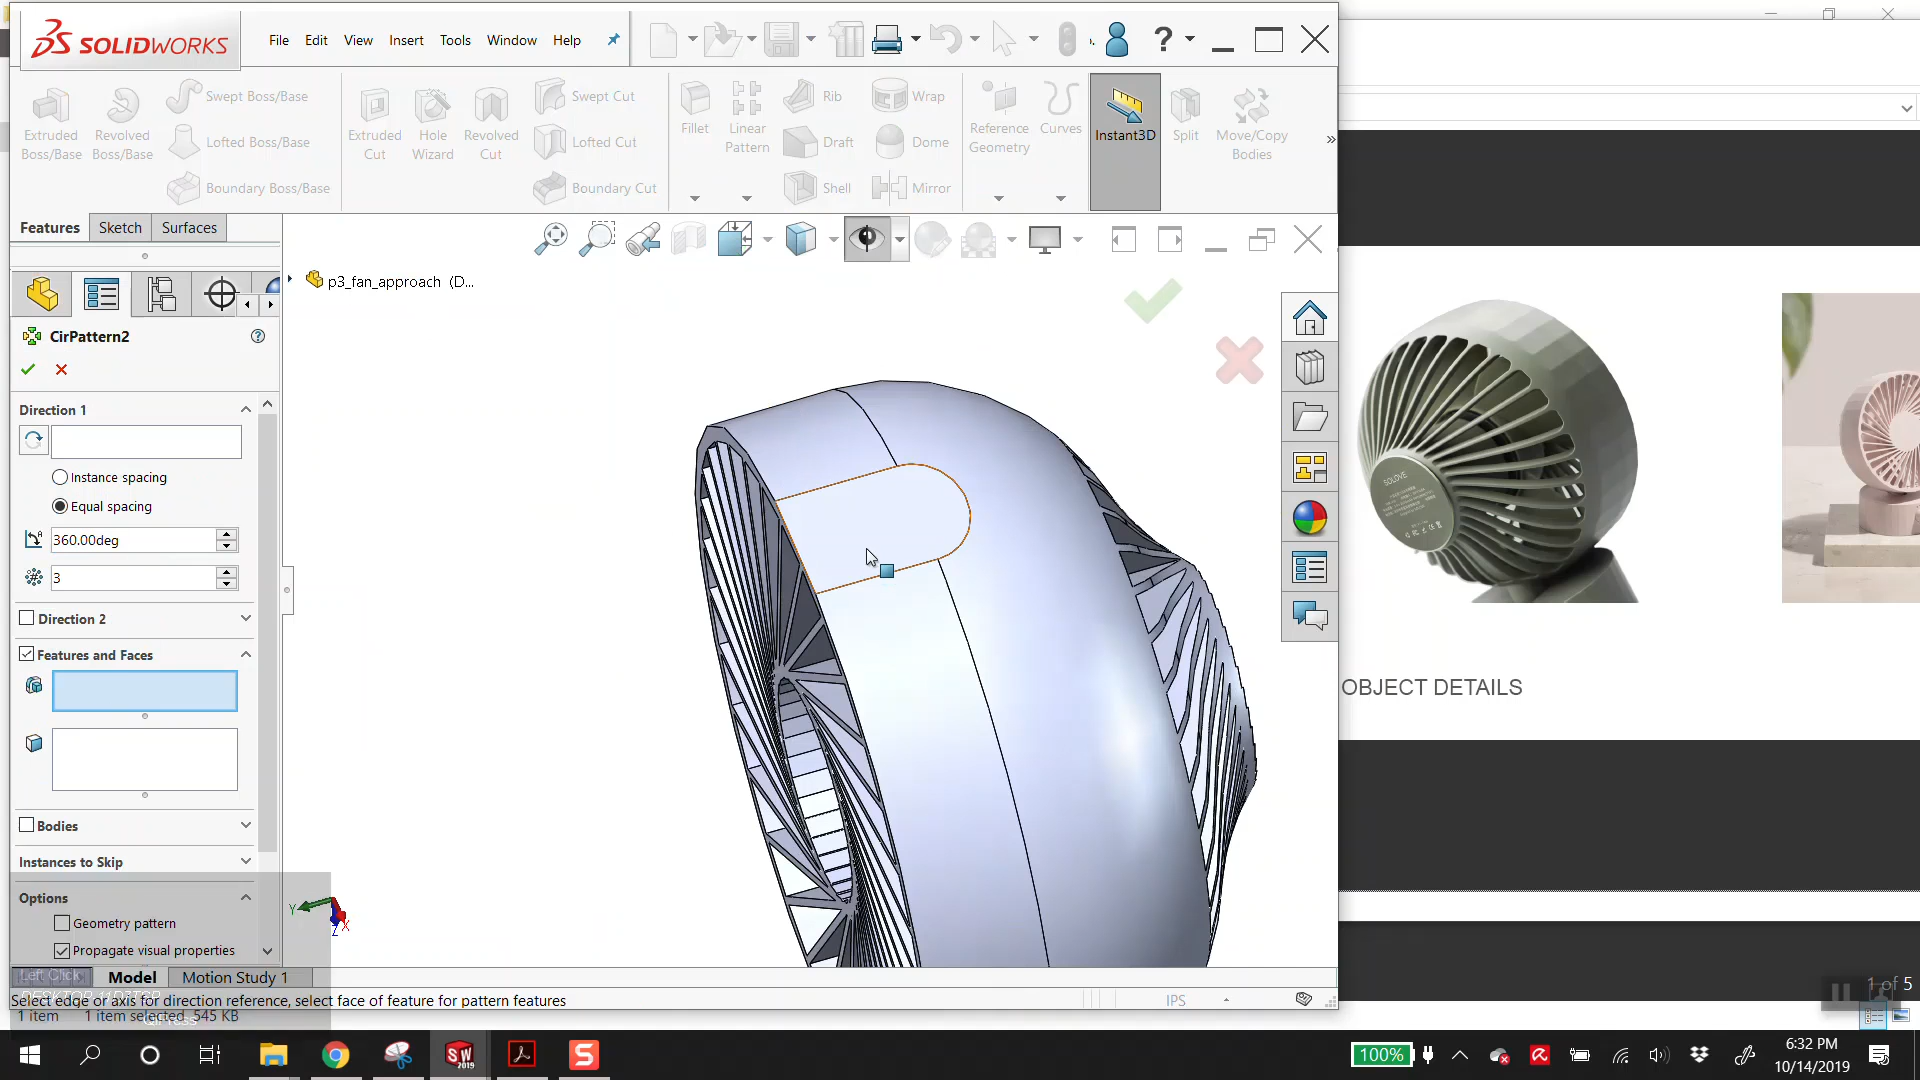 SOLIDWORKS
File Edit View Insert Tools Window Help
Extruded Boss/Base
Revolved Boss/Base
Swept Boss/Base
Lofted Boss/Base
Boundary Boss/Base
Extruded Cut
Hole Wizard
Revolved Cut
Swept Cut
Lofted Cut
Boundary Cut
Fillet
Linear Pattern
Rib
Draft
Shell
Wrap
Dome
Mirror
Reference Geometry
Curves
Instant3D
Split
Move/Copy Bodies
Features Sketch Surfaces
p3_fan_approach (D...
CirPattern2
Direction 1
Instance spacing
Equal spacing
360.00deg
3
Direction 2
Features and Faces
Bodies
Instances to Skip
Options
Geometry pattern
Propagate visual properties
Y
Z
X
Left Click
Model Motion Study 1
Select edge or axis for direction reference, select face of feature for pattern features
IPS
1 item 1 item selected 545 KB
SOLOVE
OBJECT DETAILS
1 of 5
SW 2019
S
100%
6:32 PM
10/14/2019